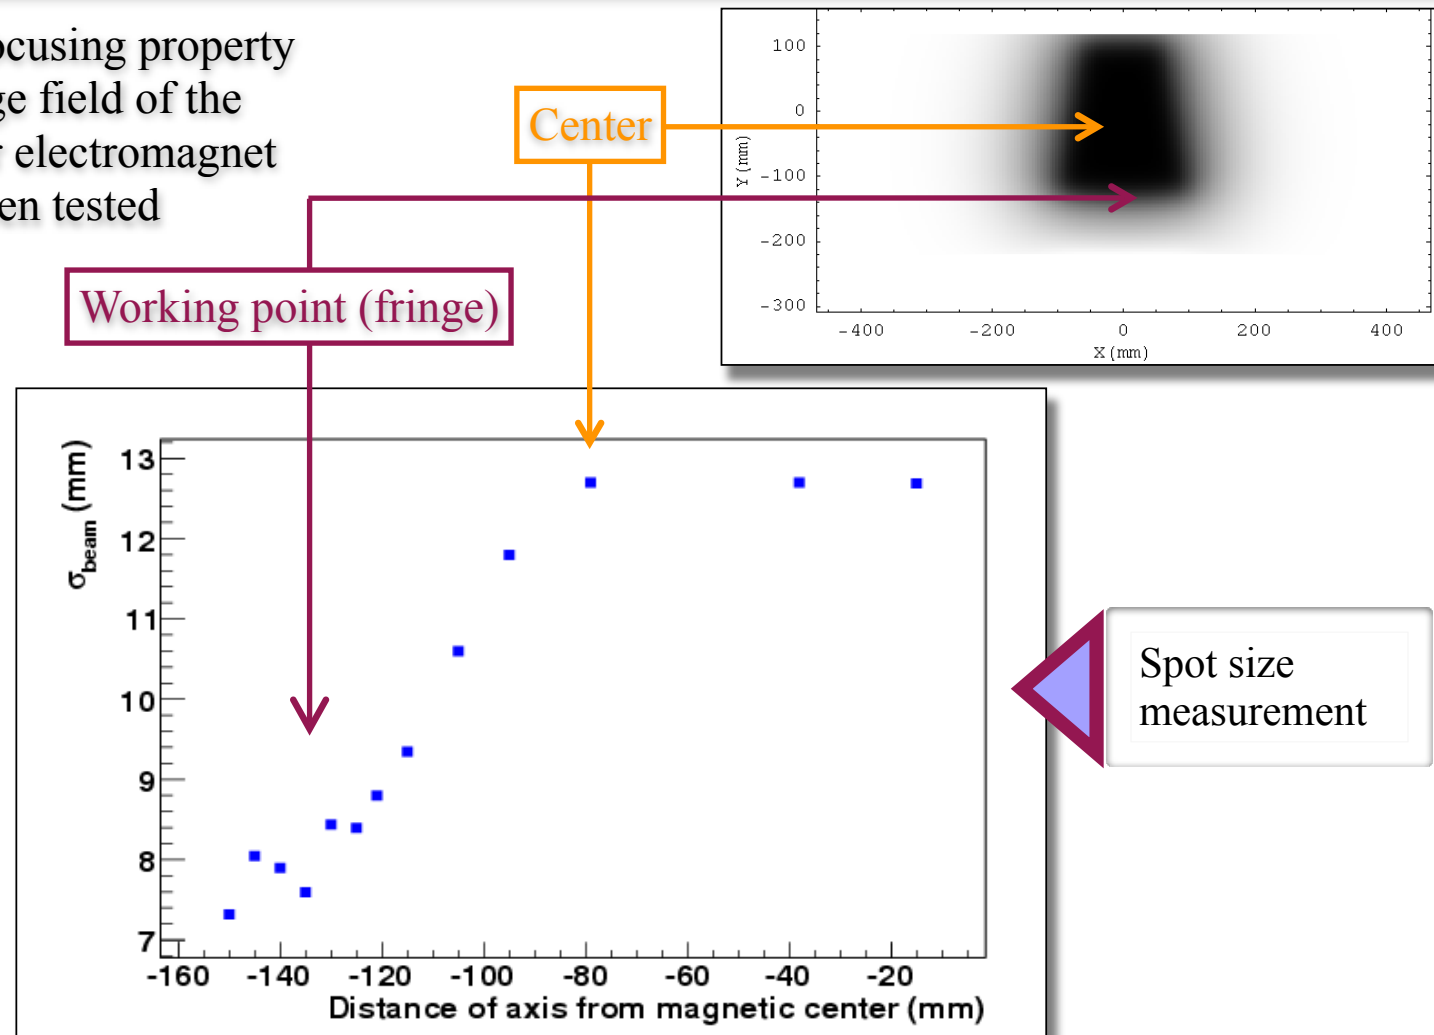 ocusing property
ge field of the
r electromagnet
en tested
Center
Working point (fringe)
100
0
-100
-200
-300
Y (mm)
-400 -200 0 200 400
X (mm)
13
12
11
10
9
8
7
σbeam (mm)
-160 -140 -120 -100 -80 -60 -40 -20
Distance of axis from magnetic center (mm)
Spot size
measurement